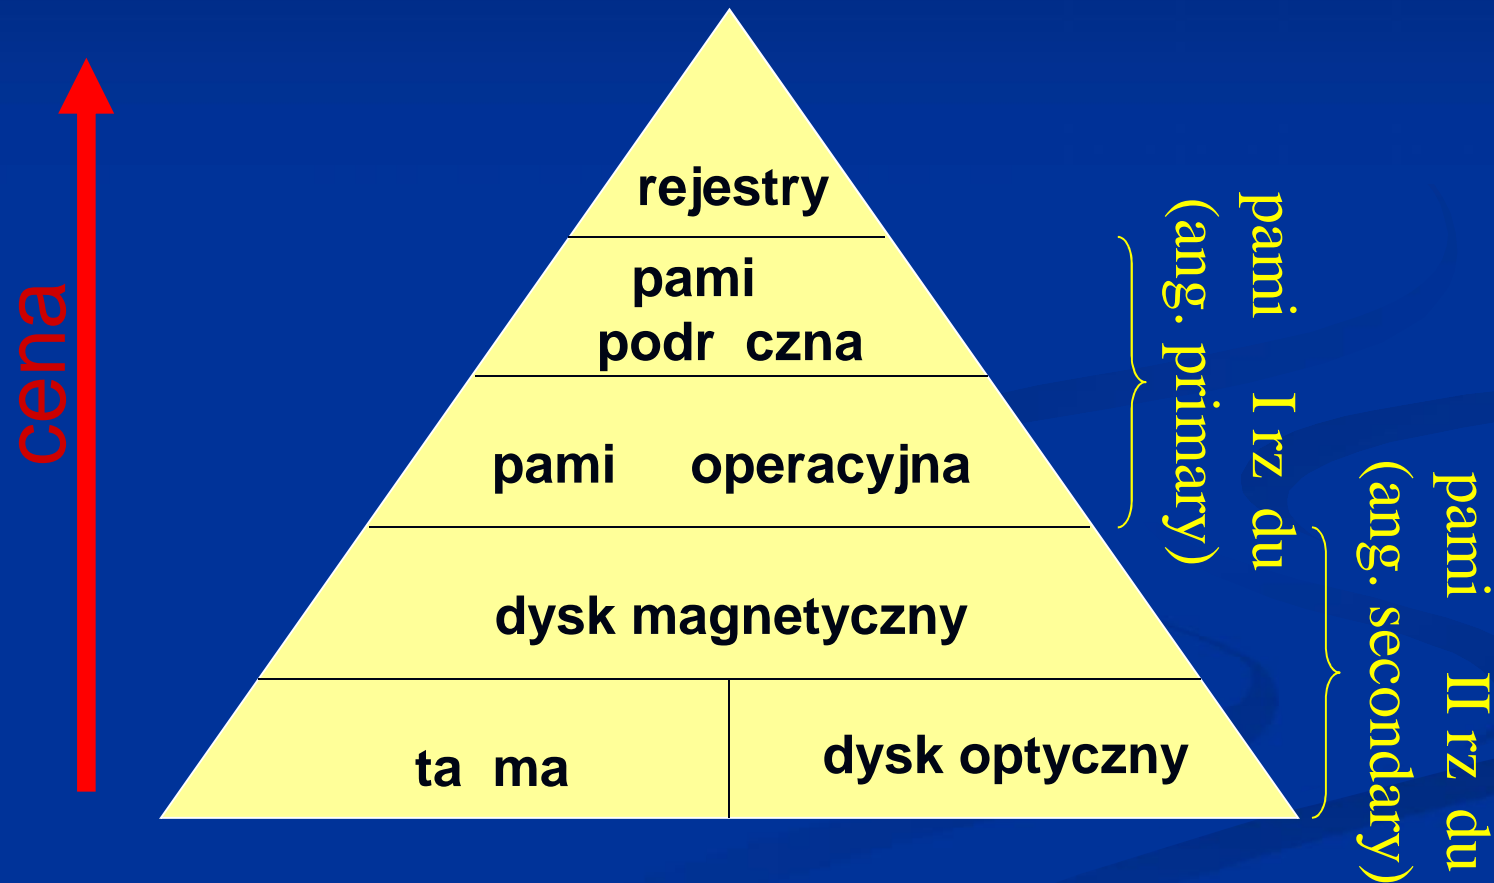 rejestry
pami
podr czna
pami operacyjna
dysk magnetyczny
ta ma
dysk optyczny
cena
pami I rz du
(ang. primary)
pami II rz du
(ang. secondary)